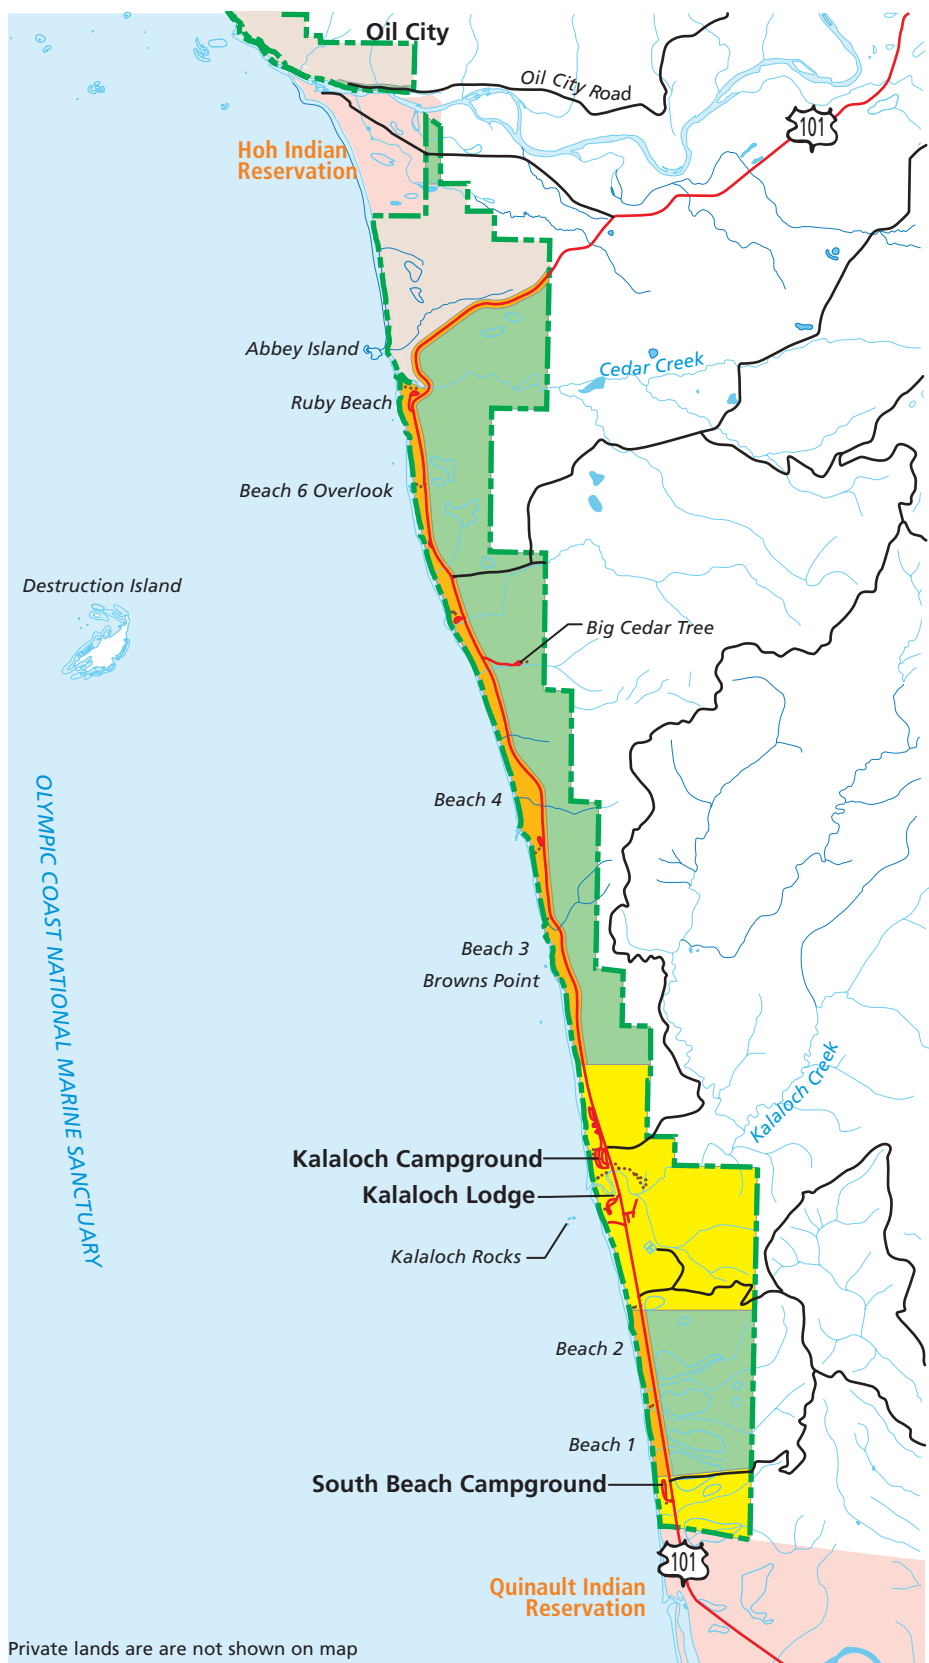 Oil City
Oil City Road
101
Hoh Indian
Reservation
Abbey Island
Cedar Creek
Ruby Beach
Beach 6 Overlook
Destruction Island
Big Cedar Tree
OLYMPIC COAST NATIONAL MARINE SANCTUARY
Beach 4
Beach 3
Browns Point
Kalaloch Creek
Kalaloch Campground
Kalaloch Lodge
Kalaloch Rocks
Beach 2
Beach 1
South Beach Campground
101
Quinault Indian
Reservation
Private lands are are not shown on map